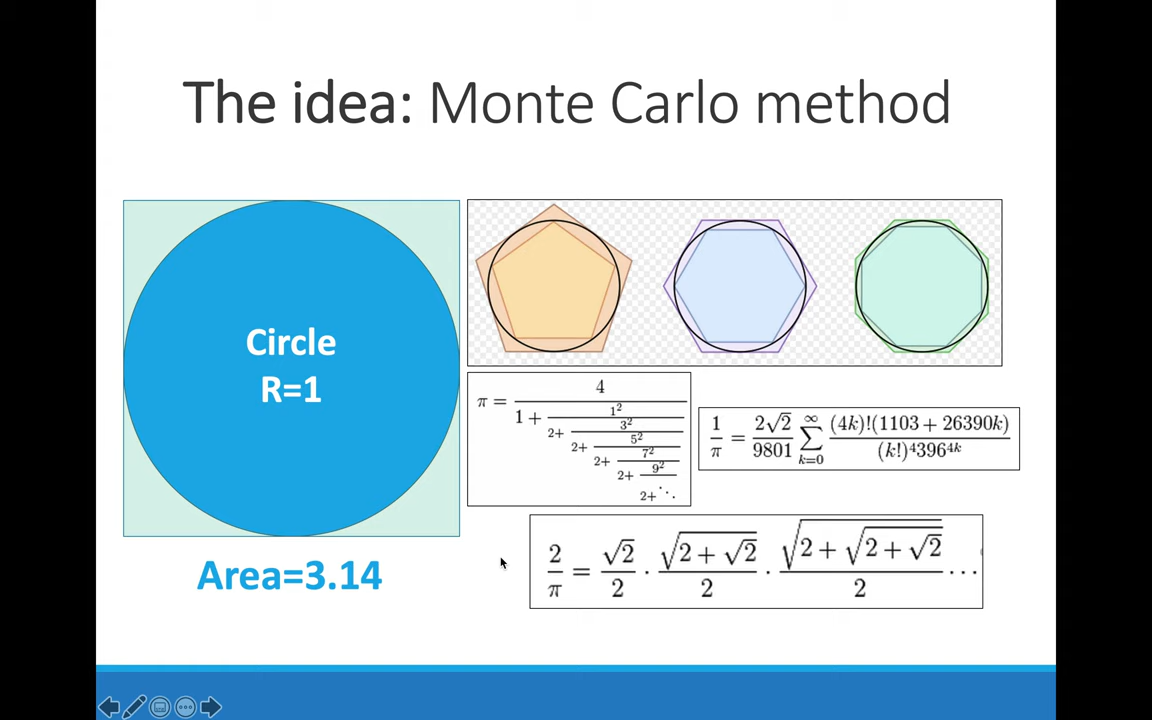 The idea: Monte Carlo method
Circle
R=1
Area=3.14
π = 4/(1 + 1²/(2+ 3²/(2+ 5²/(2+ 7²/(2+ 9²/(2+ ⋱))))))
1/π = 2√2/9801 ∑_{k=0}^{∞} (4k)!(1103 + 26390k)/((k!)⁴396⁴ᵏ)
2/π = √2/2 · √(2 + √2)/2 · √(2 + √(2 + √2))/2 ⋯